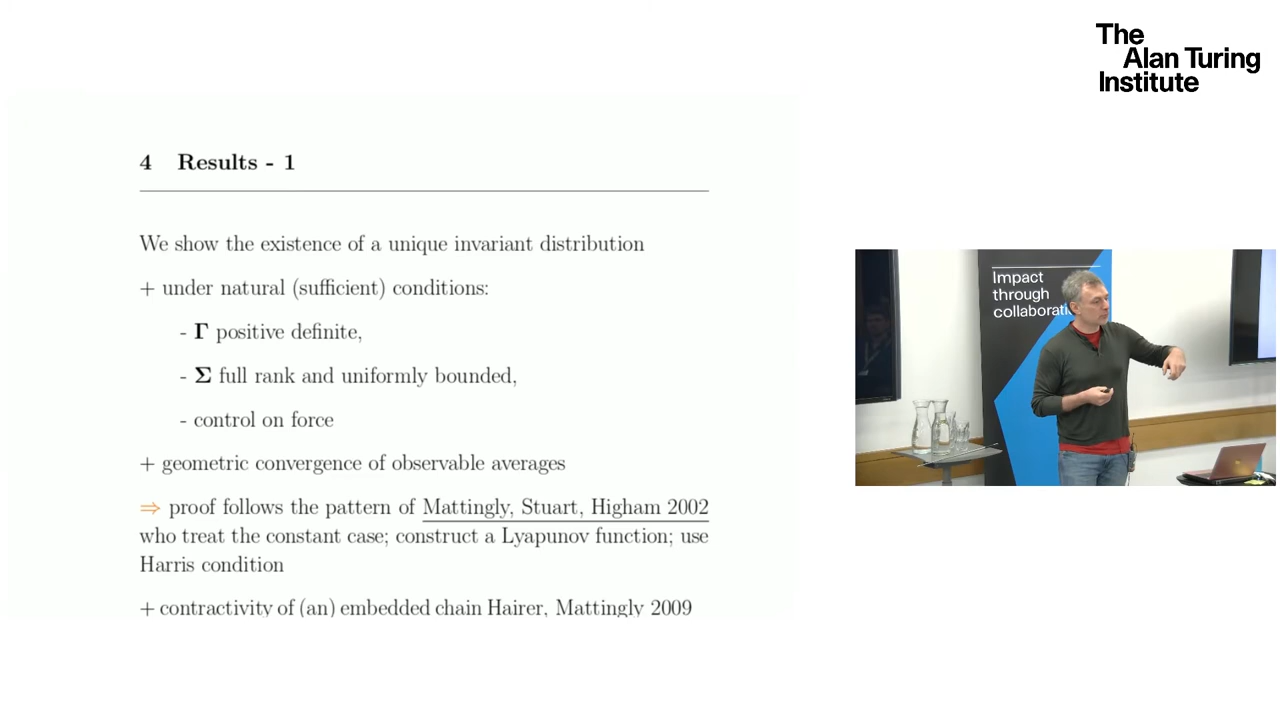 The
Alan Turing
Institute
4 Results - 1
We show the existence of a unique invariant distribution
+ under natural (sufficient) conditions:
- Γ positive definite,
- Σ full rank and uniformly bounded,
- control on force
+ geometric convergence of observable averages
⇒ proof follows the pattern of Mattingly, Stuart, Higham 2002
who treat the constant case; construct a Lyapunov function; use
Harris condition
+ contractivity of (an) embedded chain Hairer, Mattingly 2009
Impact
through